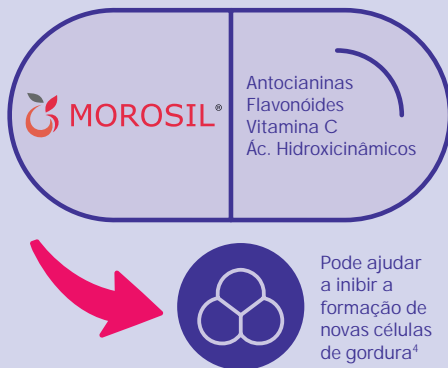 MOROSIL®
Antocianinas
Flavonóides
Vitamina C
Ác. Hidroxicinâmicos
Pode ajudar
a inibir a
formação de
novas células
de gordura⁴